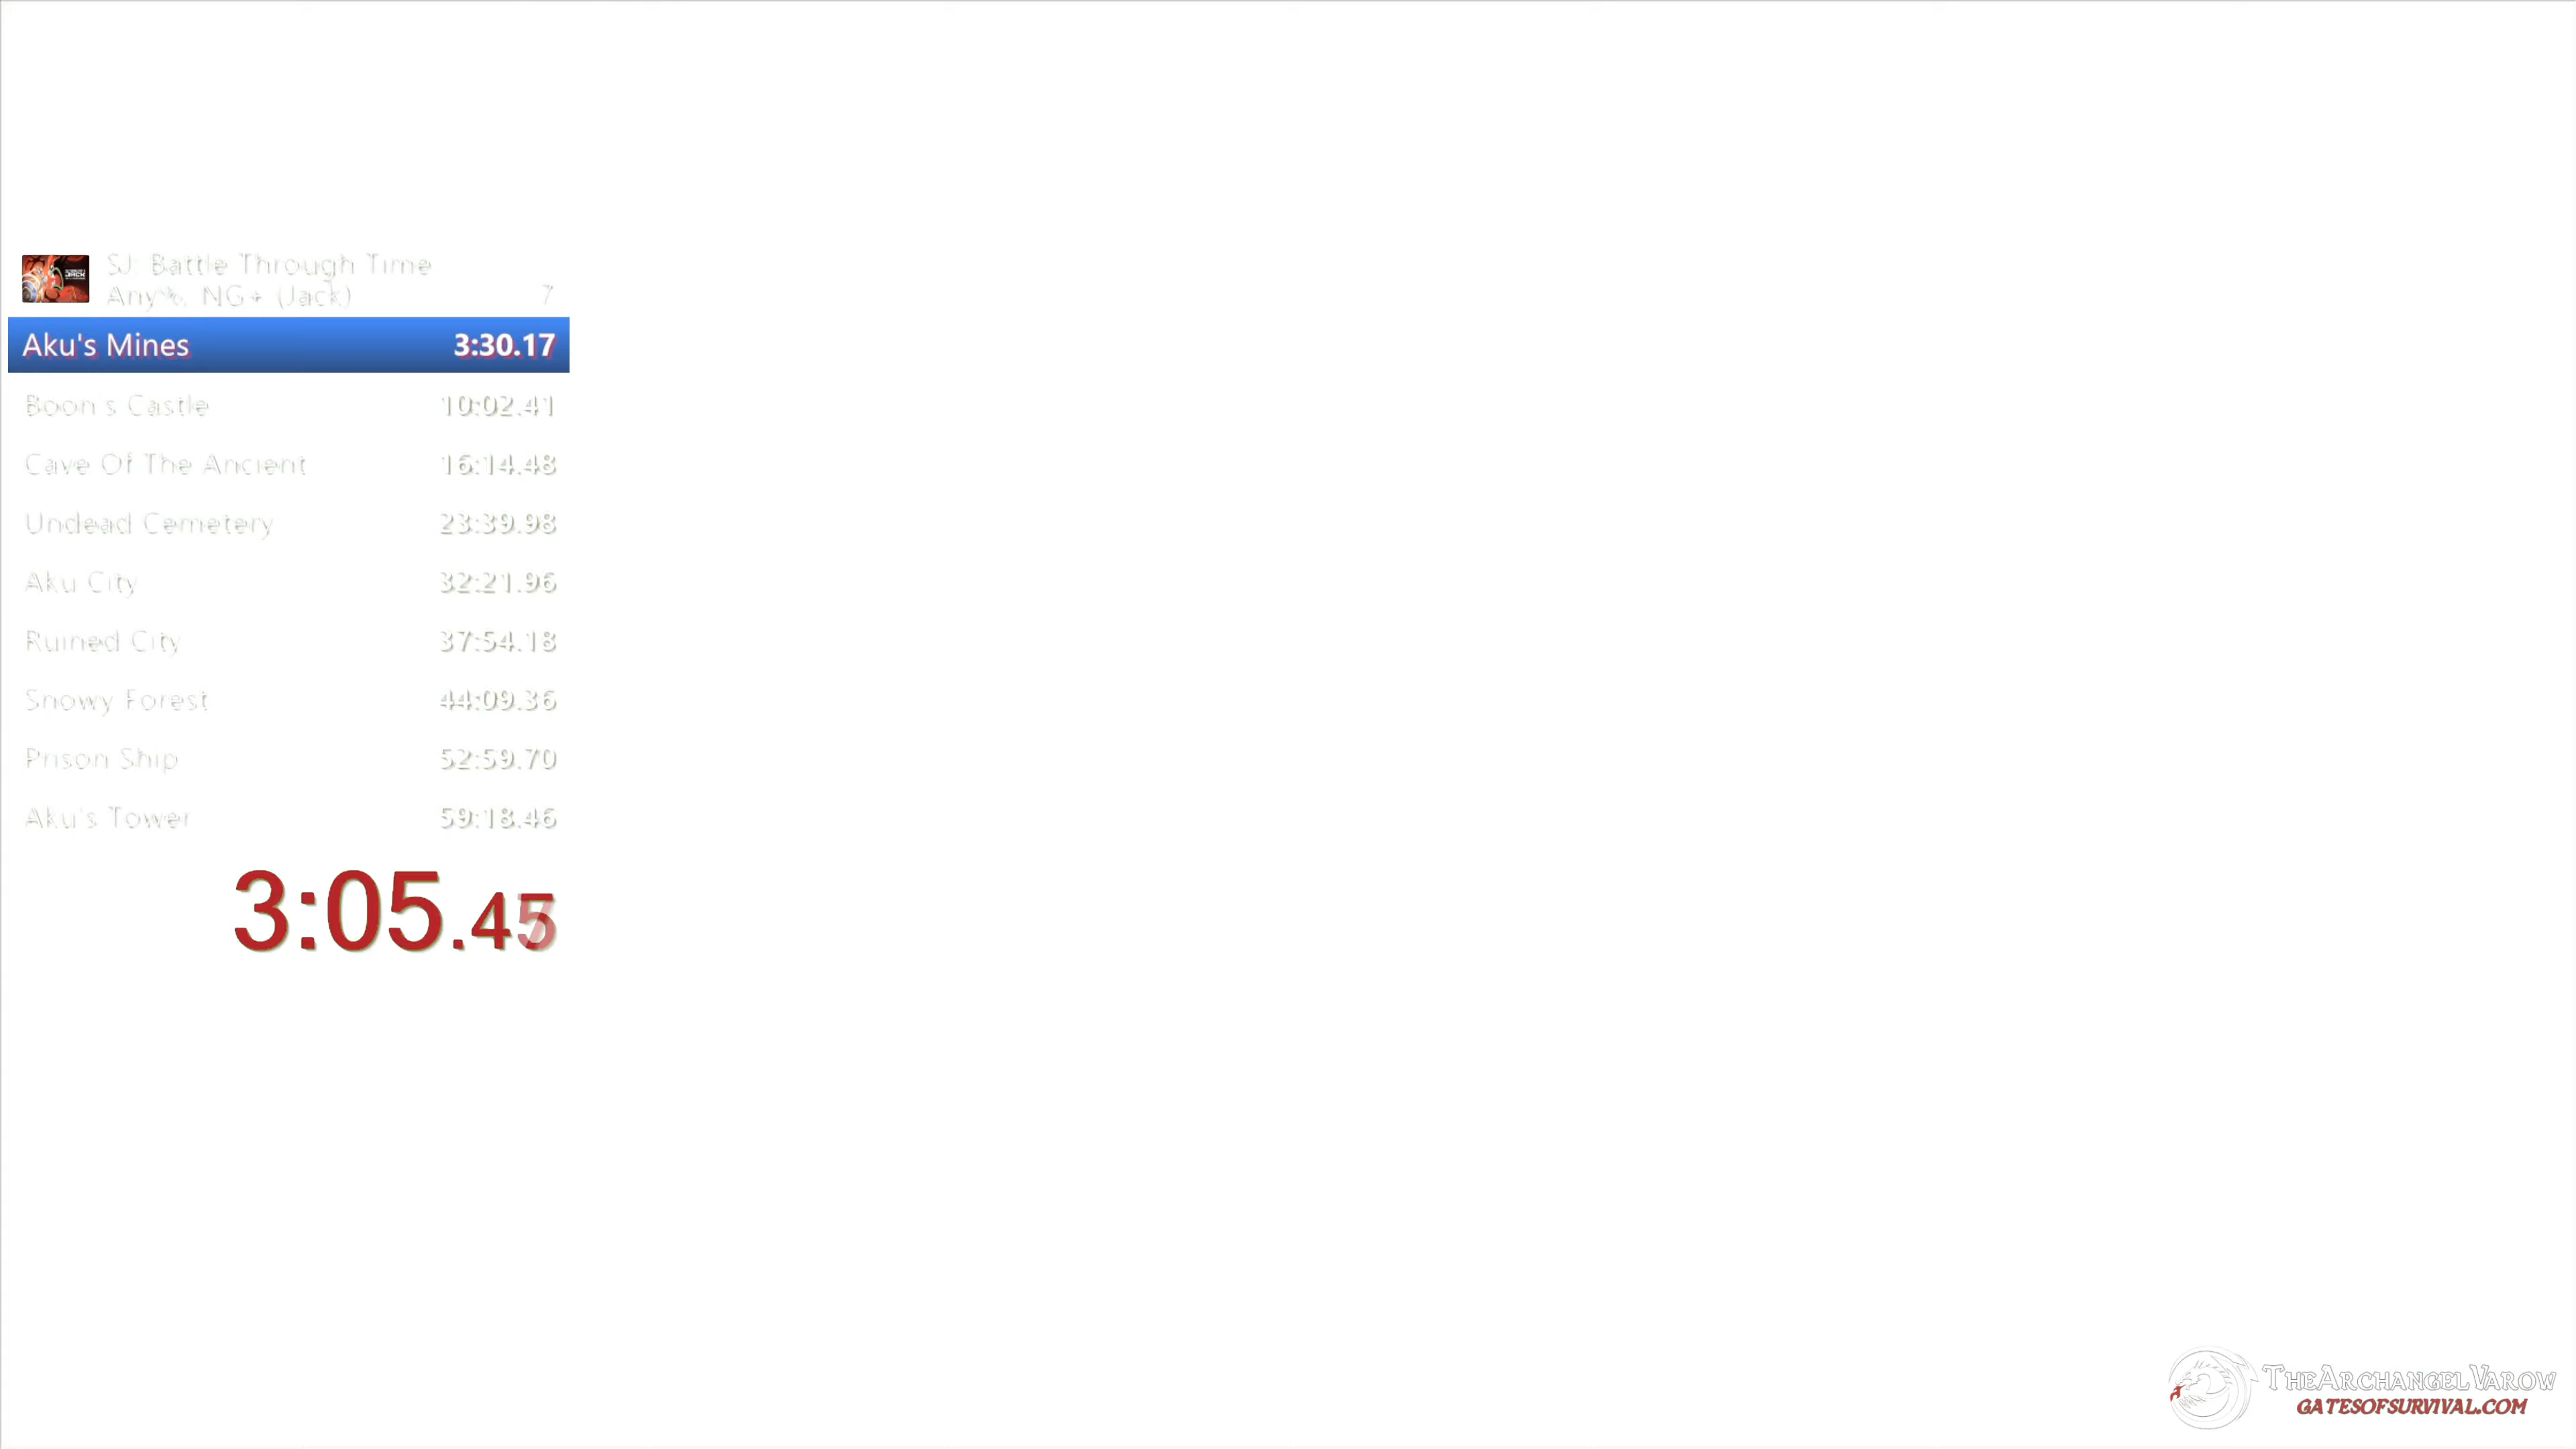 SJ: Battle Through Time
Any%, NG+ (Jack) 7
Aku's Mines 3:30.17
Boon's Castle 10:02.41
Cave Of The Ancient 16:14.48
Undead Cemetery 23:39.98
Aku City 32:21.96
Ruined City 37:54.18
Snowy Forest 44:09.36
Prison Ship 52:59.70
Aku's Tower 59:18.46
3:05.45
THEARCHANGELVAROW
GATESOFSURVIVAL.COM